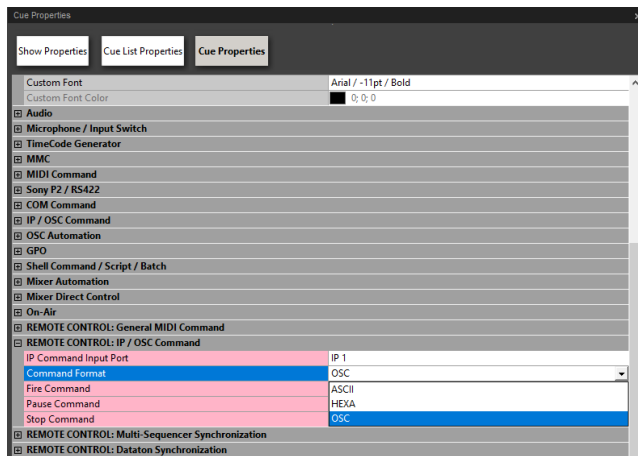 Cue Properties
Show Properties Cue List Properties Cue Properties
Custom Font Arial / -11pt / Bold
Custom Font Color 0; 0; 0
Audio
Microphone / Input Switch
TimeCode Generator
MMC
MIDI Command
Sony P2 / RS422
COM Command
IP / OSC Command
OSC Automation
GPO
Shell Command / Script / Batch
Mixer Automation
Mixer Direct Control
On-Air
REMOTE CONTROL: General MIDI Command
REMOTE CONTROL: IP / OSC Command
IP Command Input Port IP 1
Command Format OSC
Fire Command ASCII
Pause Command HEXA
Stop Command OSC
REMOTE CONTROL: Multi-Sequencer Synchronization
REMOTE CONTROL: Dataton Synchronization